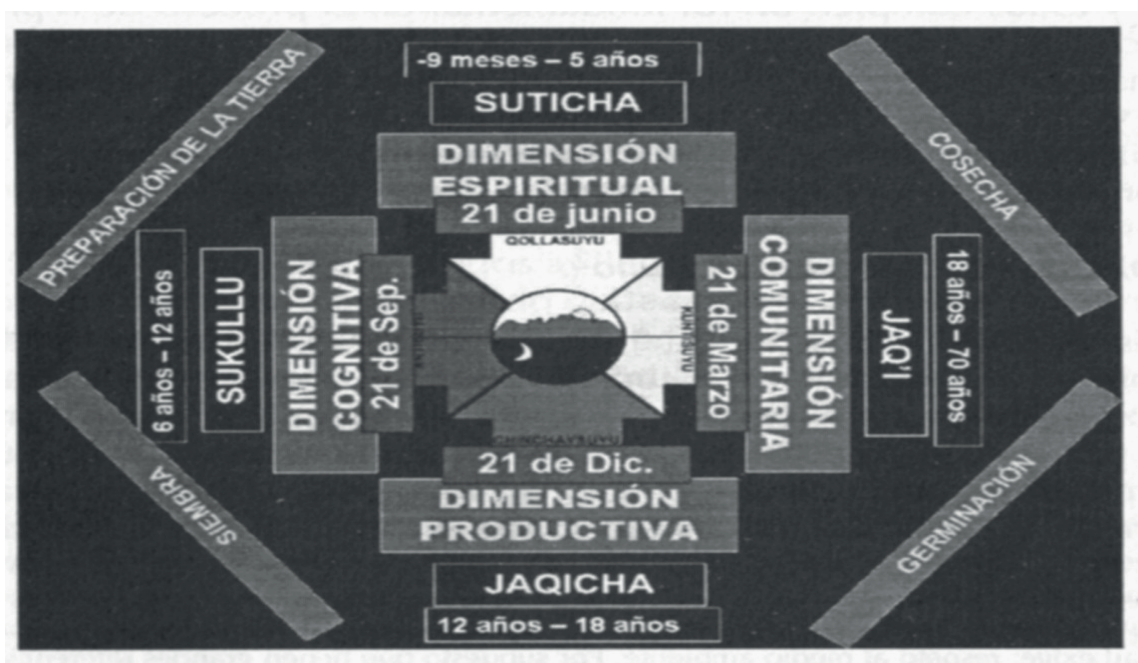 -9 meses – 5 años
SUTICHA
DIMENSIÓN
ESPIRITUAL
21 de junio
QOLLASUYU
PREPARACIÓN DE LA TIERRA
COSECHA
6 años – 12 años
SUKULLU
DIMENSIÓN
COGNITIVA
21 de Sep.
KUNTISUYU
21 de Marzo
DIMENSIÓN
COMUNITARIA
JAQ'I
18 años – 70 años
CHINCHAYSUYU
21 de Dic.
DIMENSIÓN
PRODUCTIVA
JAQICHA
12 años – 18 años
SIEMBRA
GERMINACIÓN